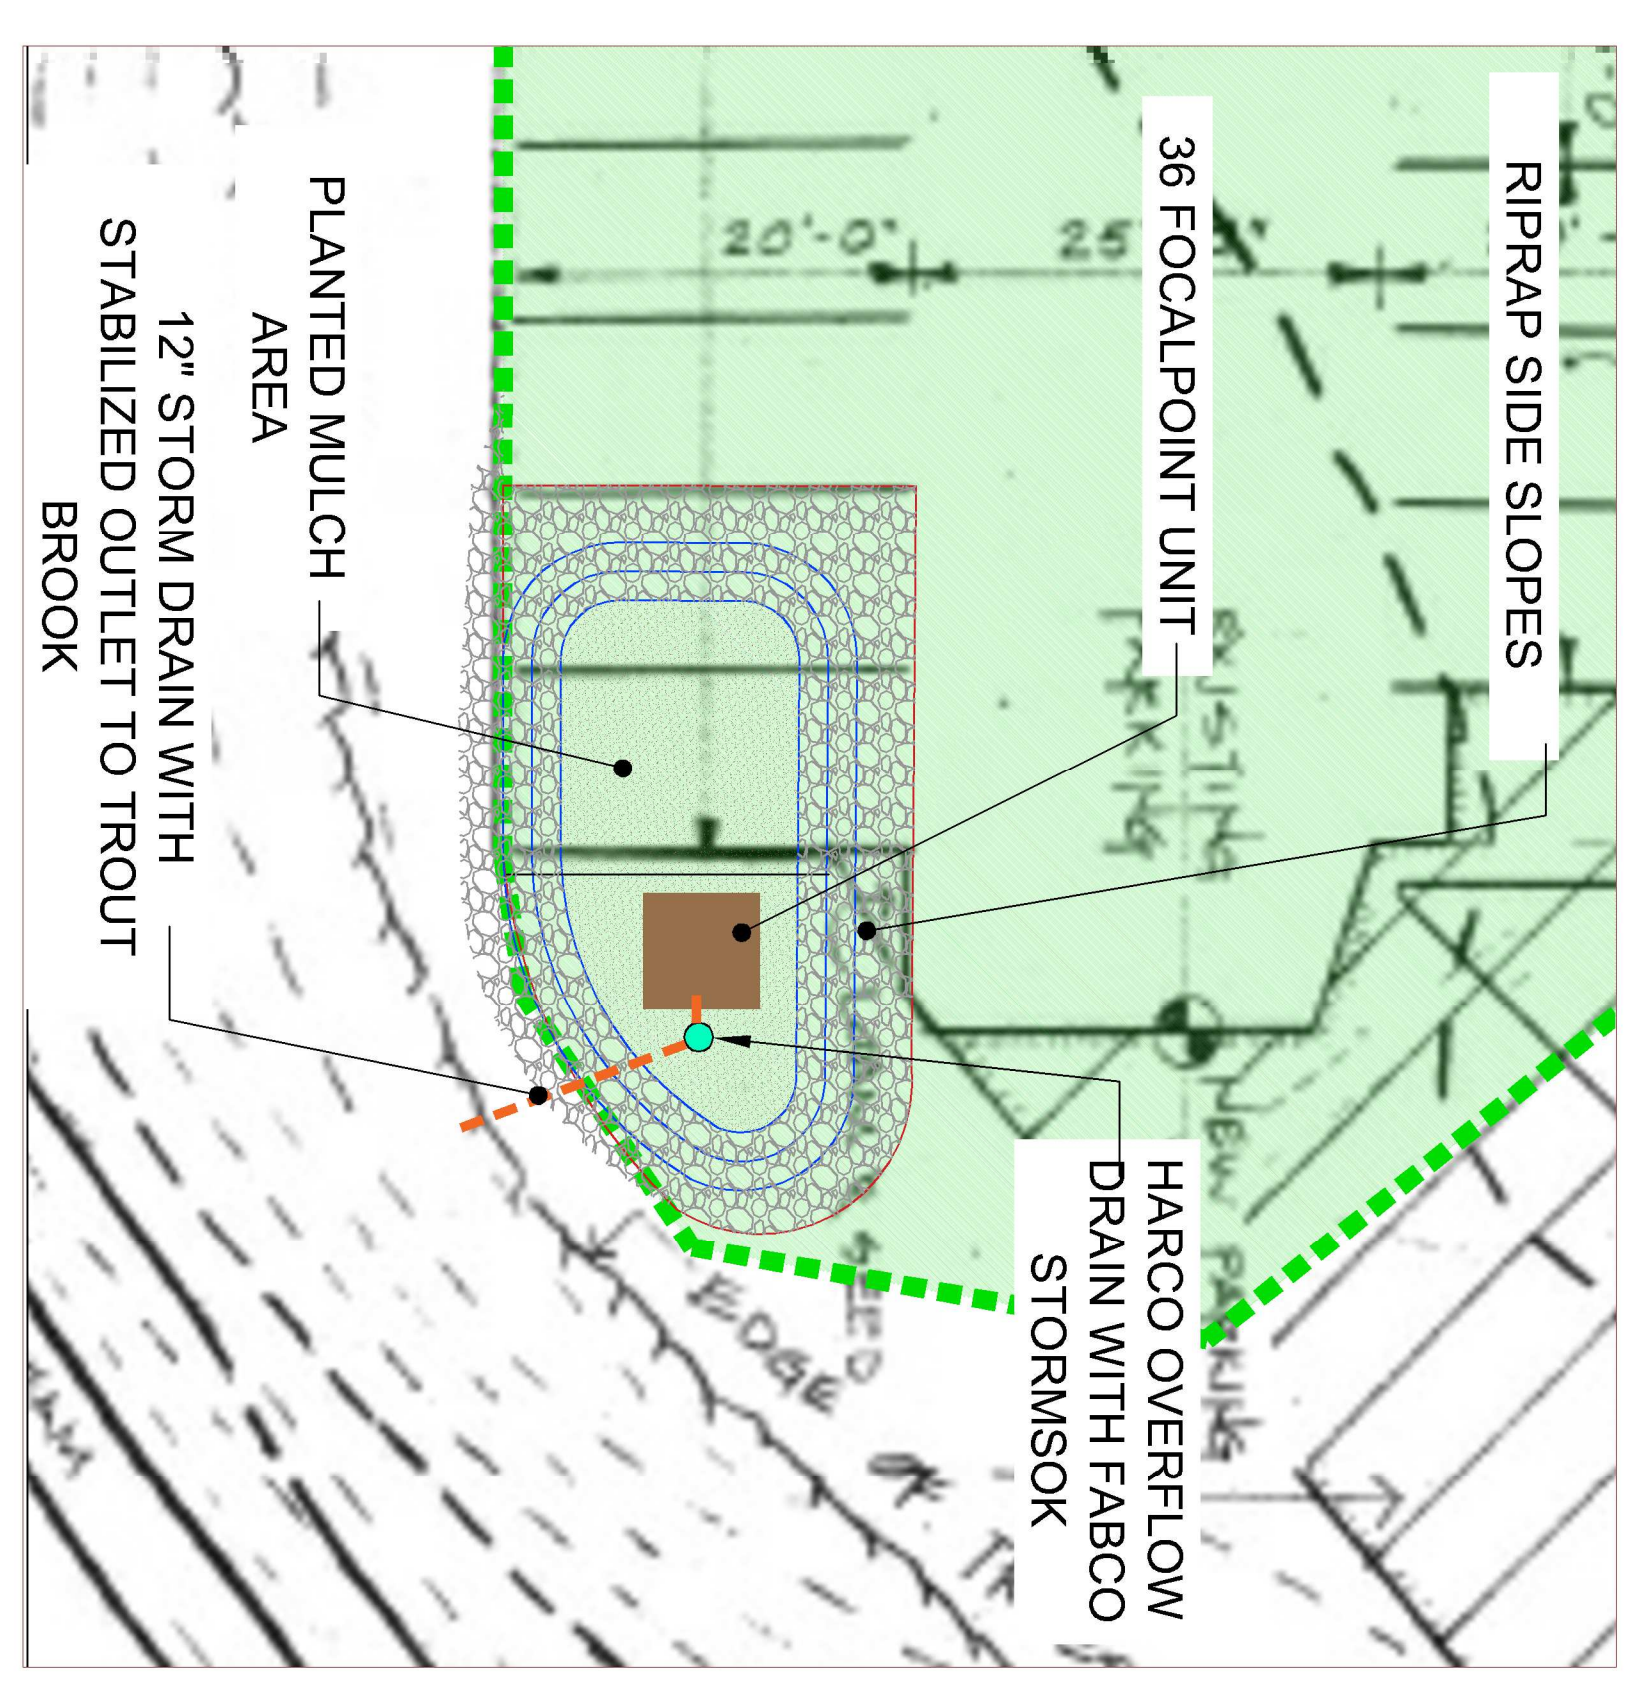 RIPRAP SIDE SLOPES
36 FOCALPOINT UNIT
HARCO OVERFLOW
DRAIN WITH FABCO
STORMSOK
PLANTED MULCH
AREA
12" STORM DRAIN WITH
STABILIZED OUTLET TO TROUT
BROOK
20'-0"
25'
PARKING
NEW PARKING
EDGE OF